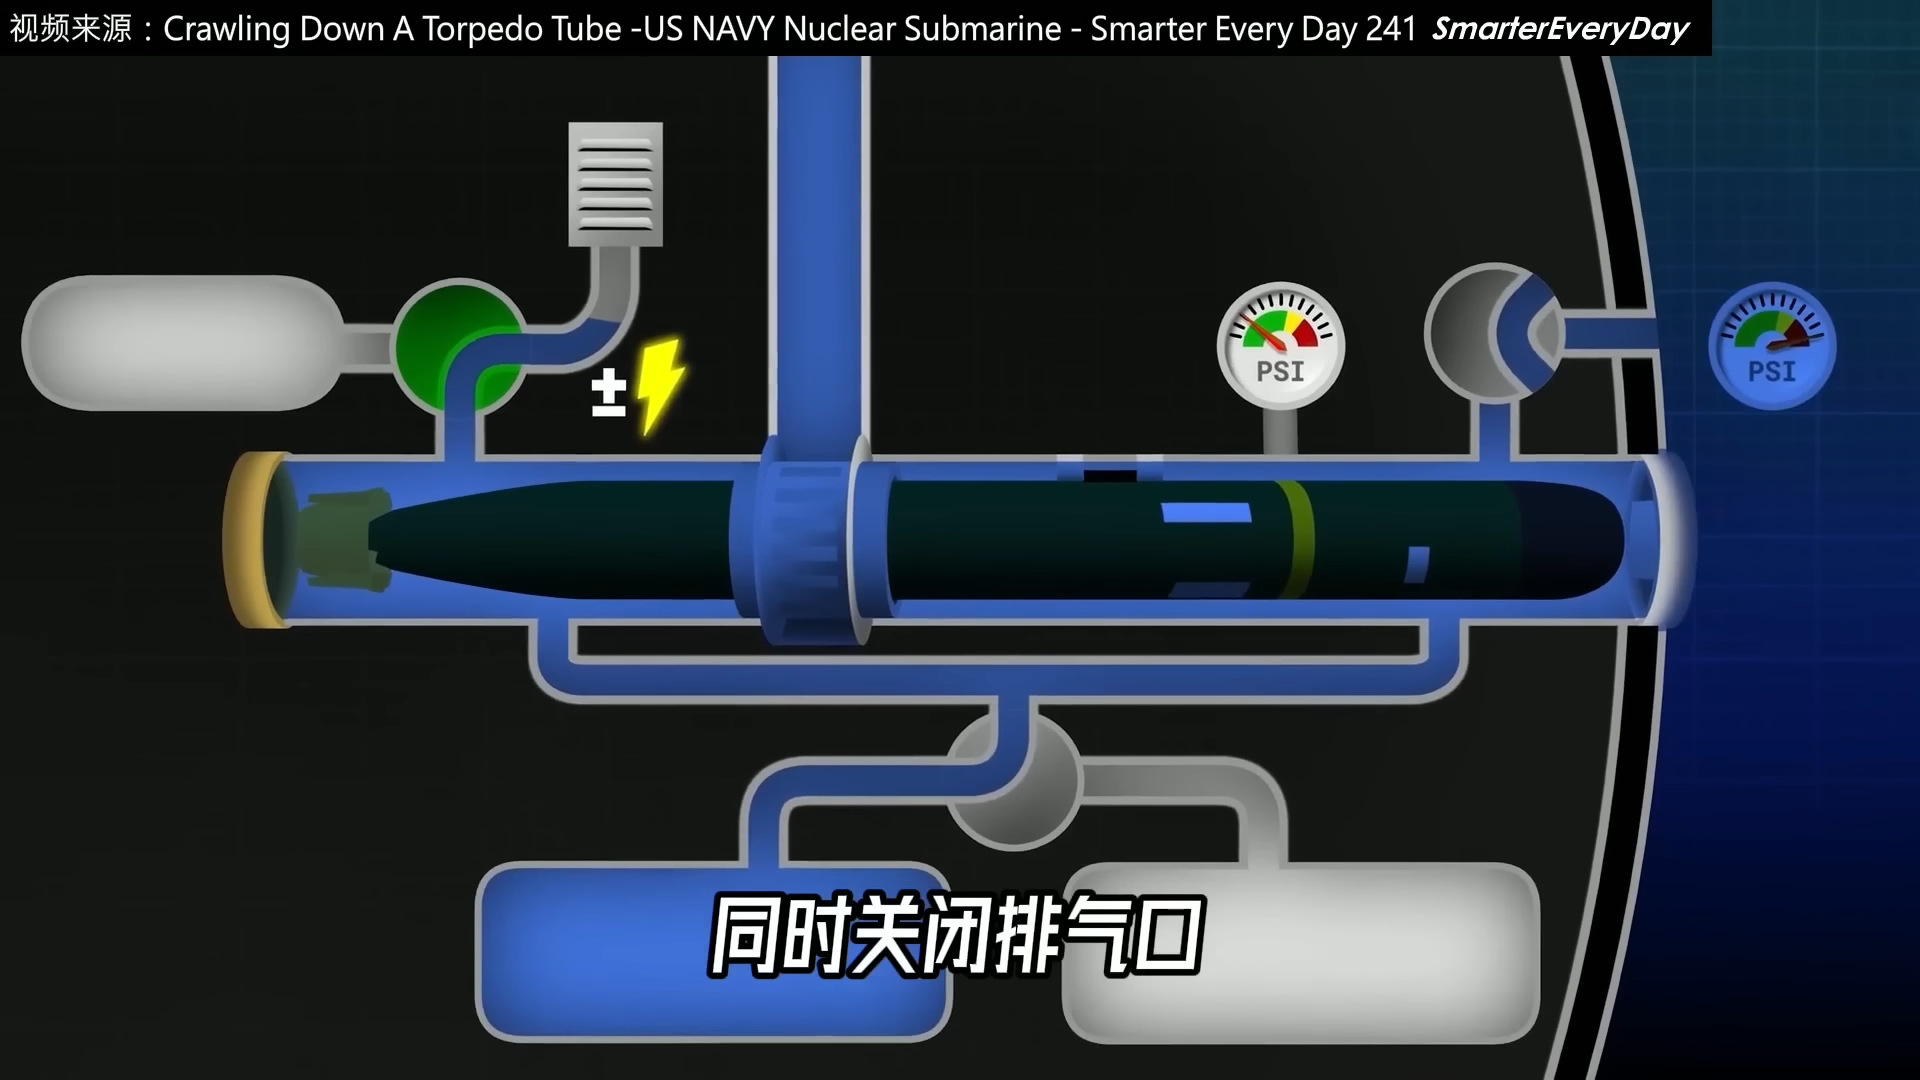 视频来源：Crawling Down A Torpedo Tube -US NAVY Nuclear Submarine - Smarter Every Day 241 SmarterEveryDay
±
PSI
PSI
同时关闭排气口